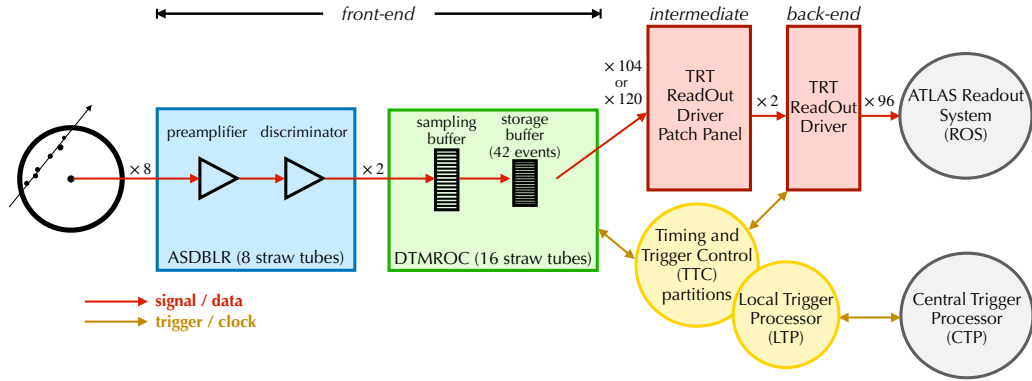 front-end
intermediate
back-end
× 8
preamplifier
discriminator
ASDBLR (8 straw tubes)
× 2
sampling
buffer
storage
buffer
(42 events)
DTMROC (16 straw tubes)
× 104
or
× 120
TRT
ReadOut
Driver
Patch Panel
× 2
TRT
ReadOut
Driver
× 96
ATLAS Readout
System
(ROS)
Timing and
Trigger Control
(TTC)
partitions
Local Trigger
Processor
(LTP)
Central Trigger
Processor
(CTP)
signal / data
trigger / clock